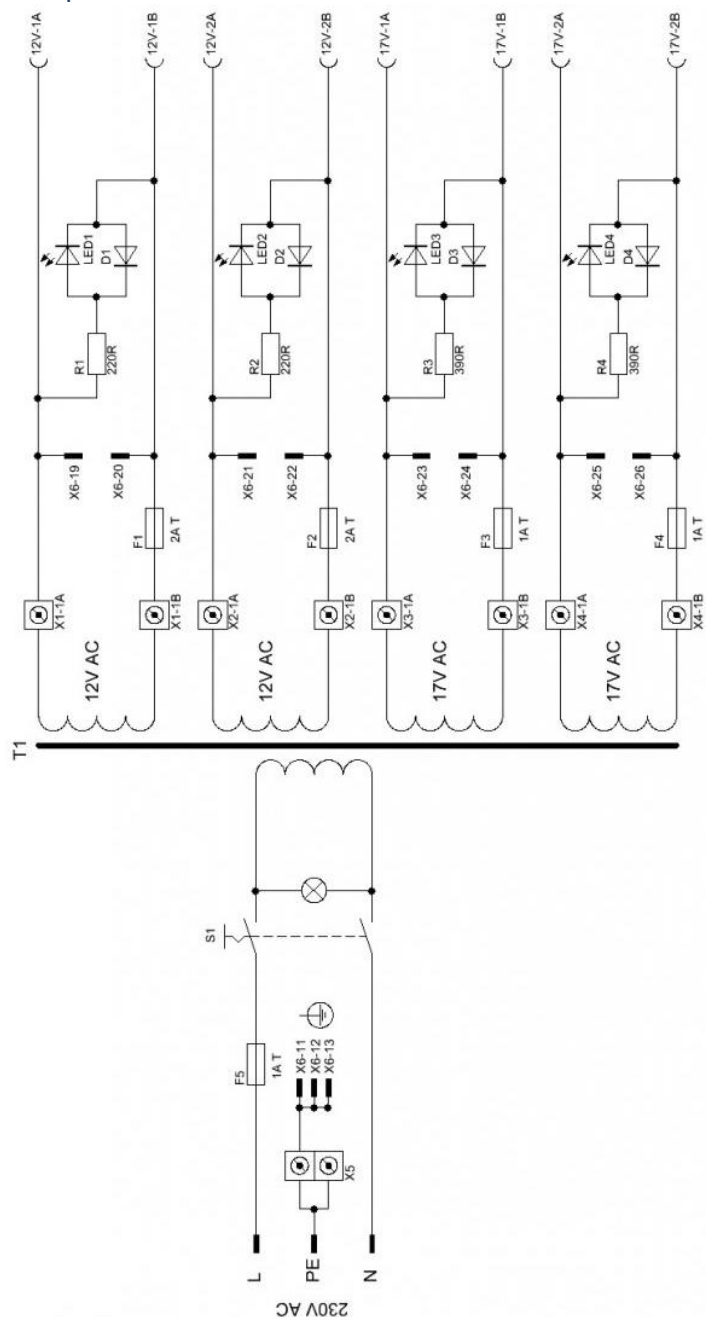 230V AC
L
PE
N
F5
1A T
X5
X6-11
X6-12
X6-13
S1
T1
12V AC
X1-1A
X1-1B
F1
2A T
X6-19
X6-20
R1
220R
LED1
D1
12V-1A
12V-1B
12V AC
X2-1A
X2-1B
F2
2A T
X6-21
X6-22
R2
220R
LED2
D2
12V-2A
12V-2B
17V AC
X3-1A
X3-1B
F3
1A T
X6-23
X6-24
R3
390R
LED3
D3
17V-1A
17V-1B
17V AC
X4-1A
X4-1B
F4
1A T
X6-25
X6-26
R4
390R
LED4
D4
17V-2A
17V-2B